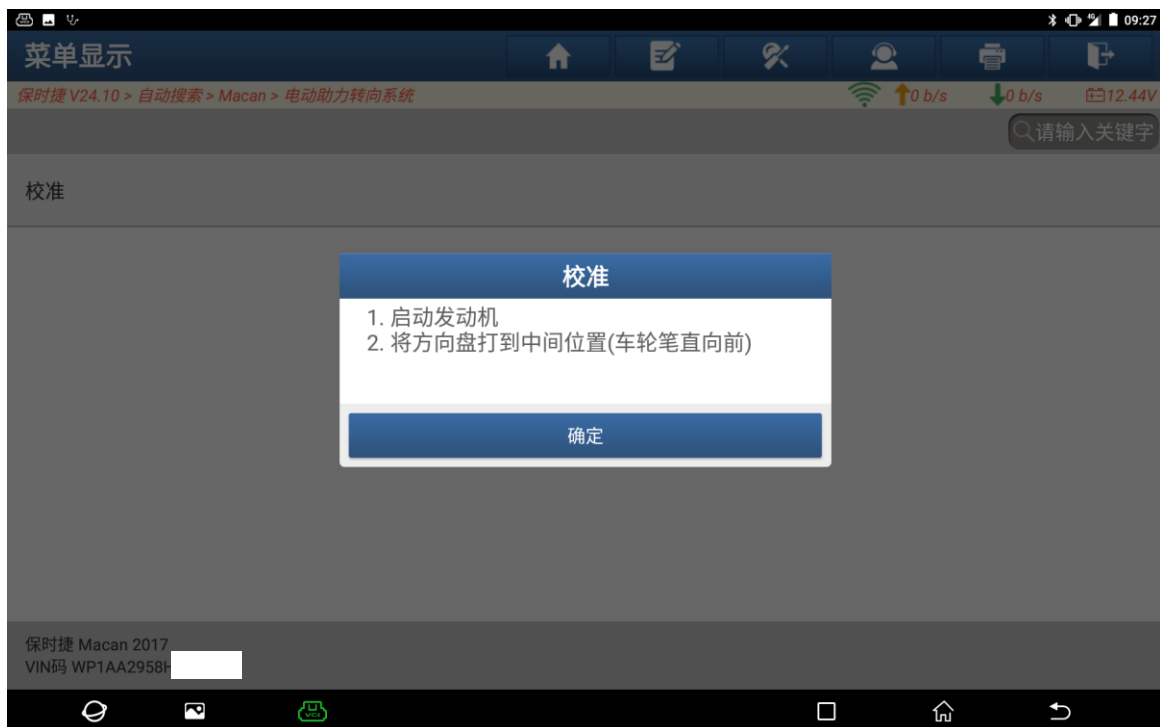 09:27
菜单显示
保时捷 V24.10 > 自动搜索 > Macan > 电动助力转向系统
0 b/s
0 b/s
12.44V
请输入关键字
校准
校准
1. 启动发动机
2. 将方向盘打到中间位置(车轮笔直向前)
确定
保时捷 Macan 2017
VIN码 WP1AA2958H
VCI